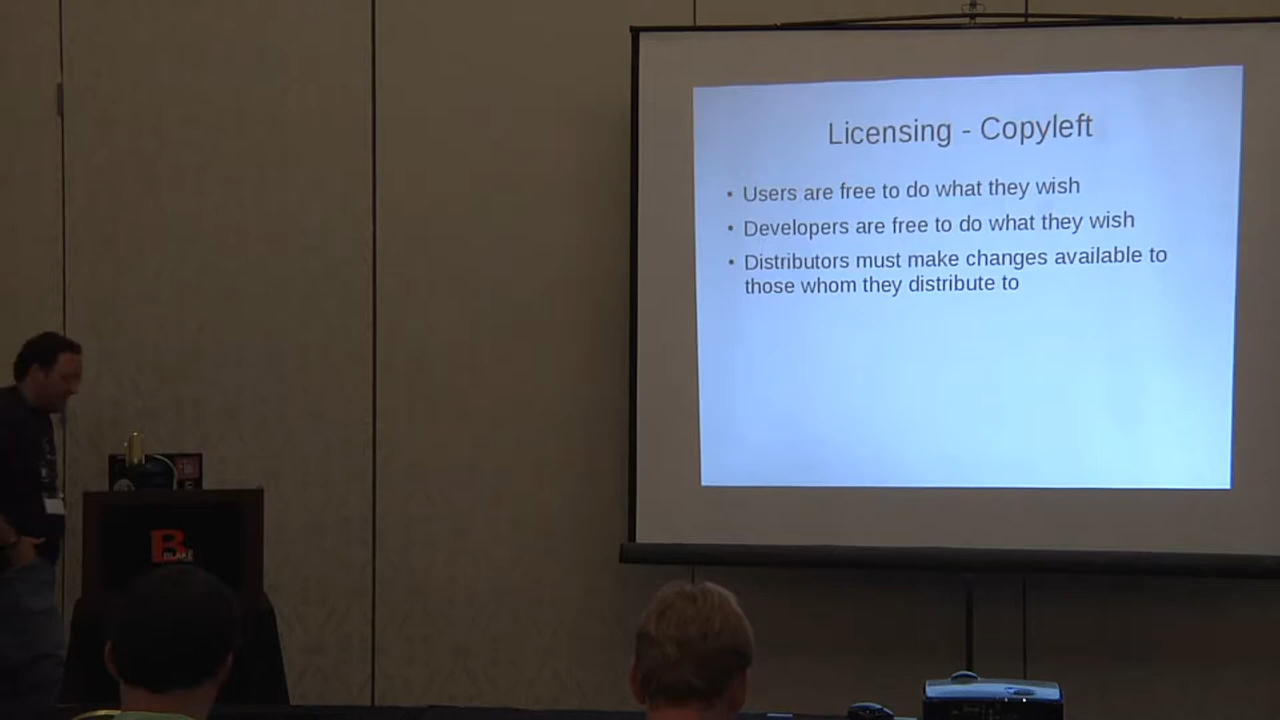 Licensing - Copyleft
• Users are free to do what they wish
• Developers are free to do what they wish
• Distributors must make changes available to
those whom they distribute to
B
BLAKE